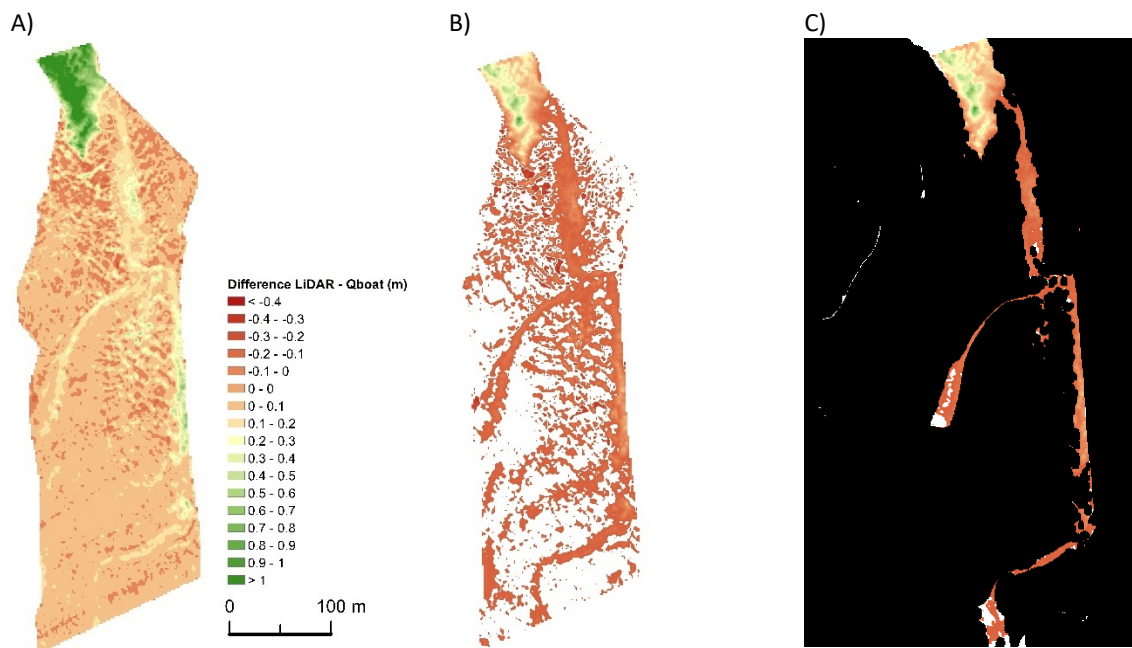 A)
B)
C)
Difference LiDAR - Qboat (m)
< -0.4
-0.4 - -0.3
-0.3 - -0.2
-0.2 - -0.1
-0.1 - 0
0 - 0
0 - 0.1
0.1 - 0.2
0.2 - 0.3
0.3 - 0.4
0.4 - 0.5
0.5 - 0.6
0.6 - 0.7
0.7 - 0.8
0.8 - 0.9
0.9 - 1
> 1
0 100 m